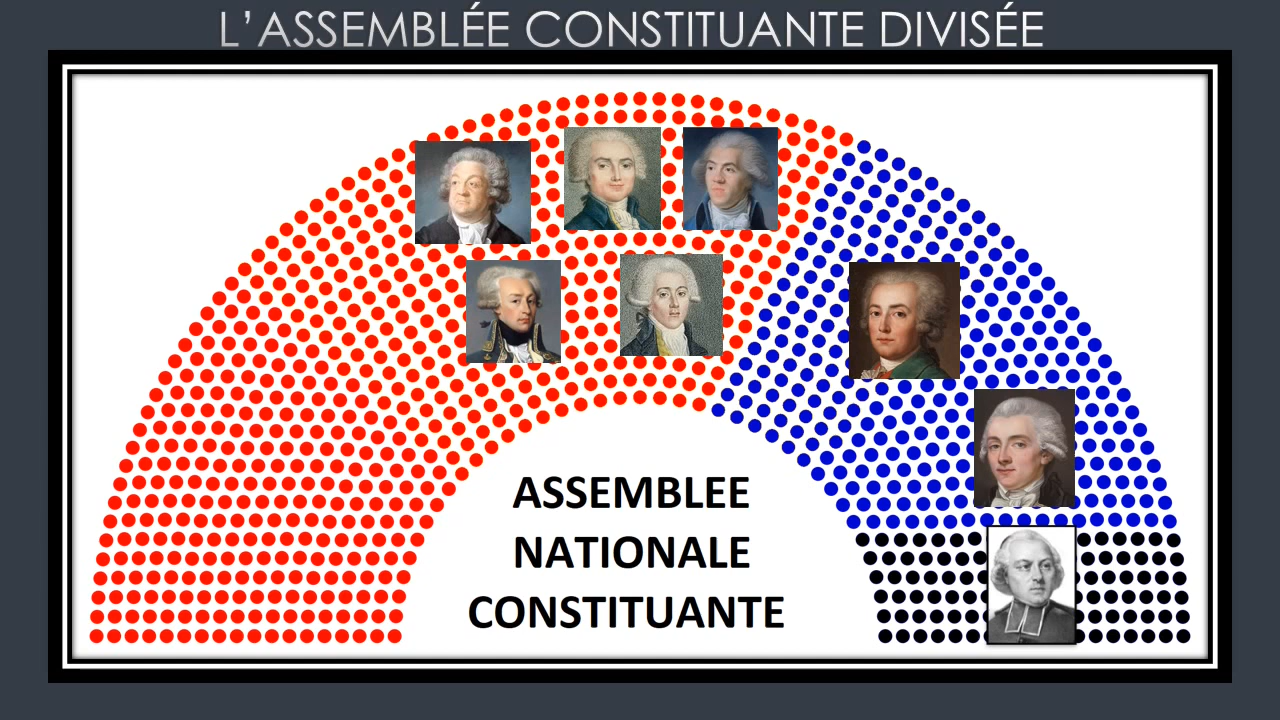 L’ASSEMBLÉE CONSTITUANTE DIVISÉE
ASSEMBLEE
NATIONALE
CONSTITUANTE